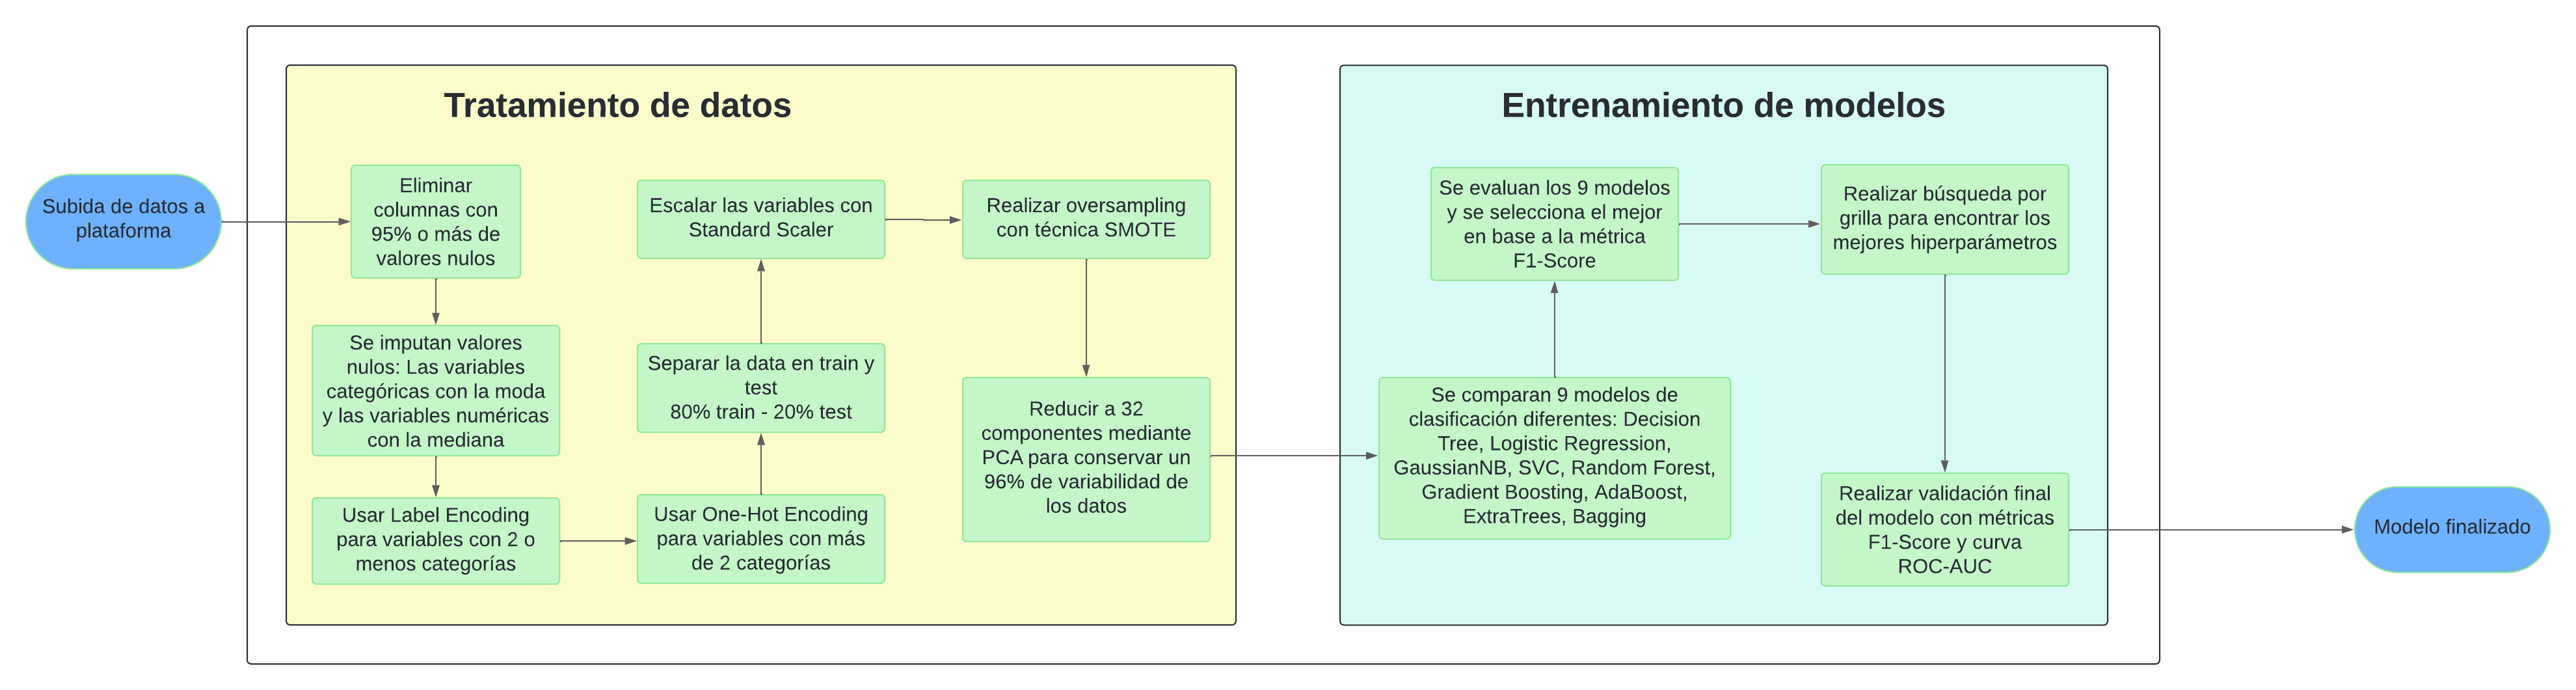 Tratamiento de datos
Entrenamiento de modelos
Subida de datos a
plataforma
Eliminar
columnas con
95% o más de
valores nulos
Se imputan valores
nulos: Las variables
categóricas con la moda
y las variables numéricas
con la mediana
Usar Label Encoding
para variables con 2 o
menos categorías
Usar One-Hot Encoding
para variables con más
de 2 categorías
Separar la data en train y
test
80% train - 20% test
Escalar las variables con
Standard Scaler
Realizar oversampling
con técnica SMOTE
Reducir a 32
componentes mediante
PCA para conservar un
96% de variabilidad de
los datos
Se comparan 9 modelos de
clasificación diferentes: Decision
Tree, Logistic Regression,
GaussianNB, SVC, Random Forest,
Gradient Boosting, AdaBoost,
ExtraTrees, Bagging
Se evaluan los 9 modelos
y se selecciona el mejor
en base a la métrica
F1-Score
Realizar búsqueda por
grilla para encontrar los
mejores hiperparámetros
Realizar validación final
del modelo con métricas
F1-Score y curva
ROC-AUC
Modelo finalizado